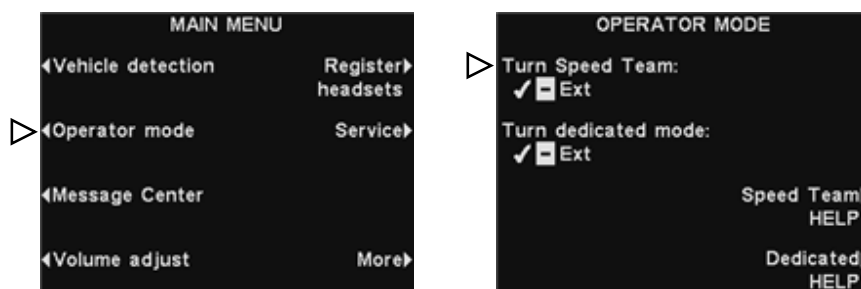 MAIN MENU
Vehicle detection
Register
headsets
Operator mode
Service
Message Center
Volume adjust
More
OPERATOR MODE
Turn Speed Team:
✓ - Ext
Turn dedicated mode:
✓ - Ext
Speed Team
HELP
Dedicated
HELP